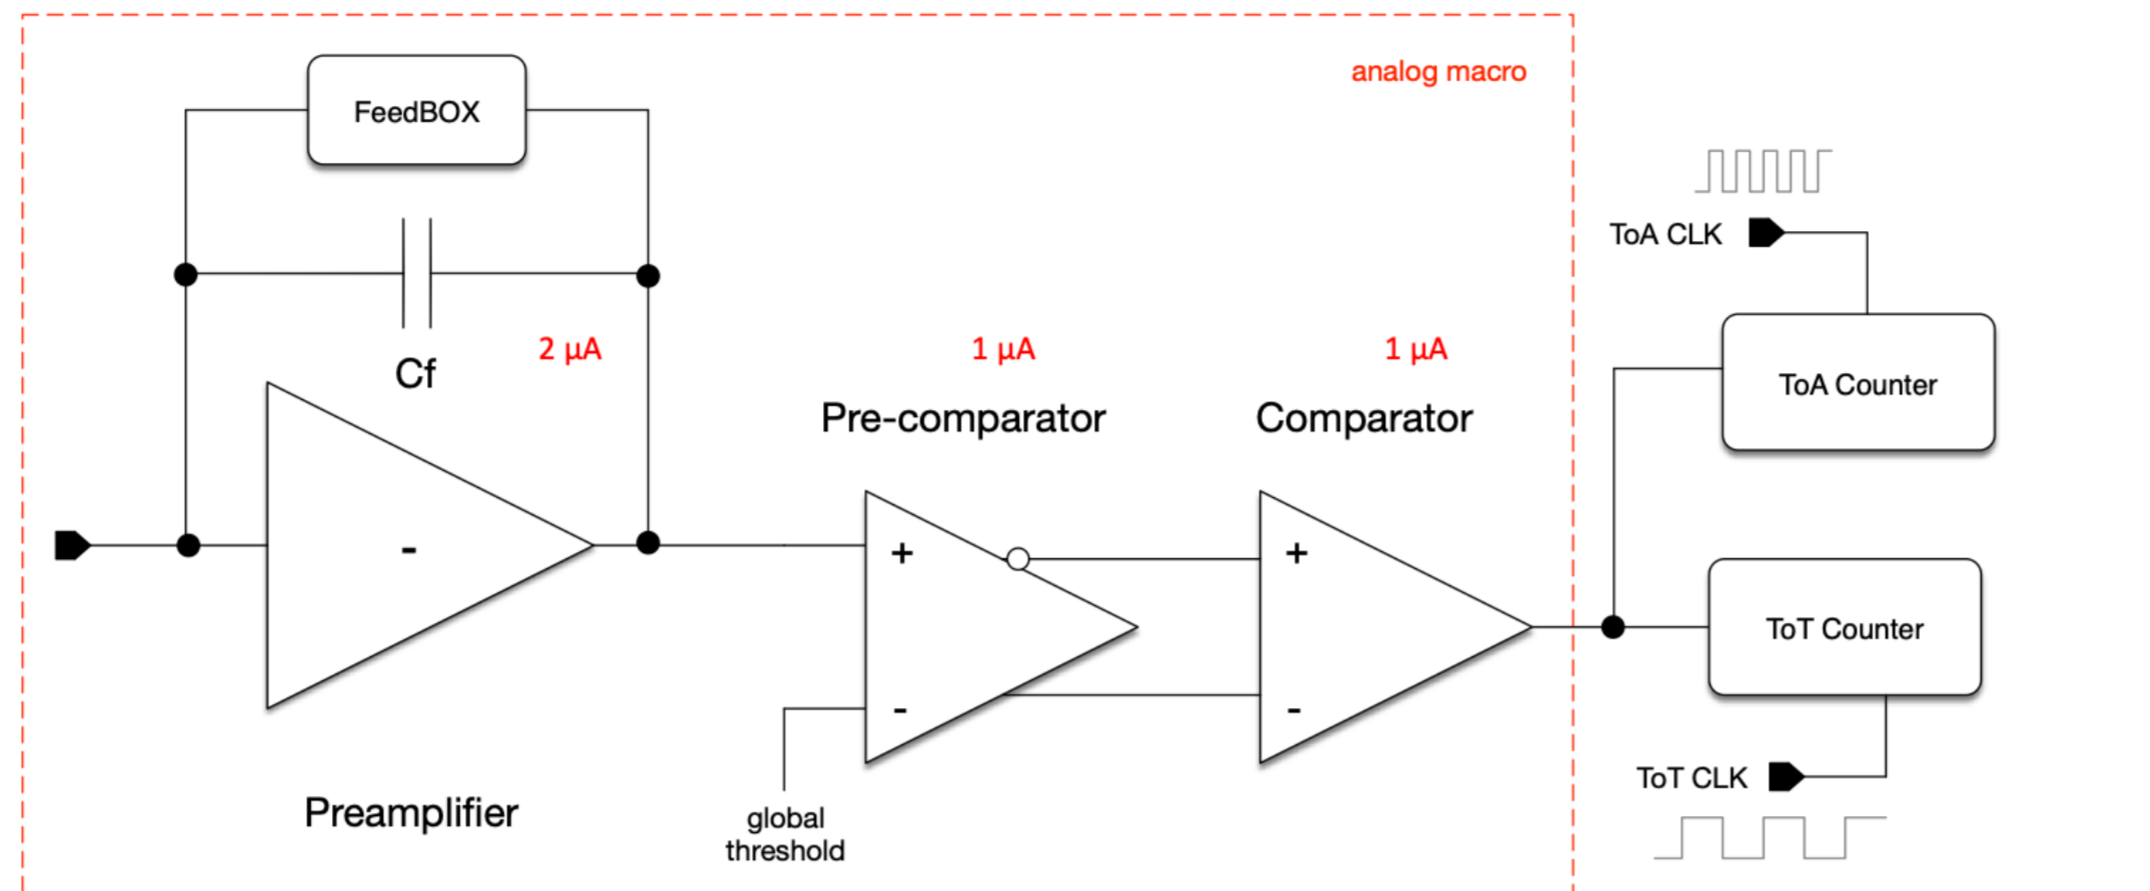 FeedBOX
analog macro
ToA CLK
Cf
2 µA
1 µA
1 µA
Pre-comparator
Comparator
ToA Counter
-
+
-
+
-
ToT Counter
ToT CLK
Preamplifier
global
threshold